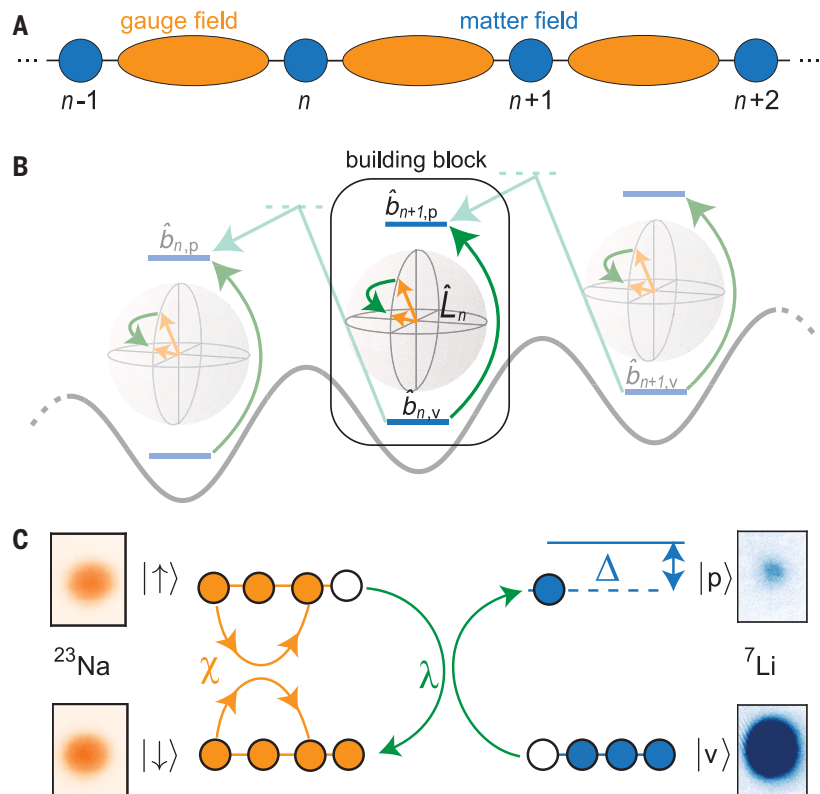 A
gauge field
matter field
... ...
n-1 n n+1 n+2
B
building block
b̂n,p b̂n+1,p
L̂n
b̂n,v b̂n+1,v
C
|↑⟩ Δ |p⟩
²³Na χ λ ⁷Li
|↓⟩ |v⟩